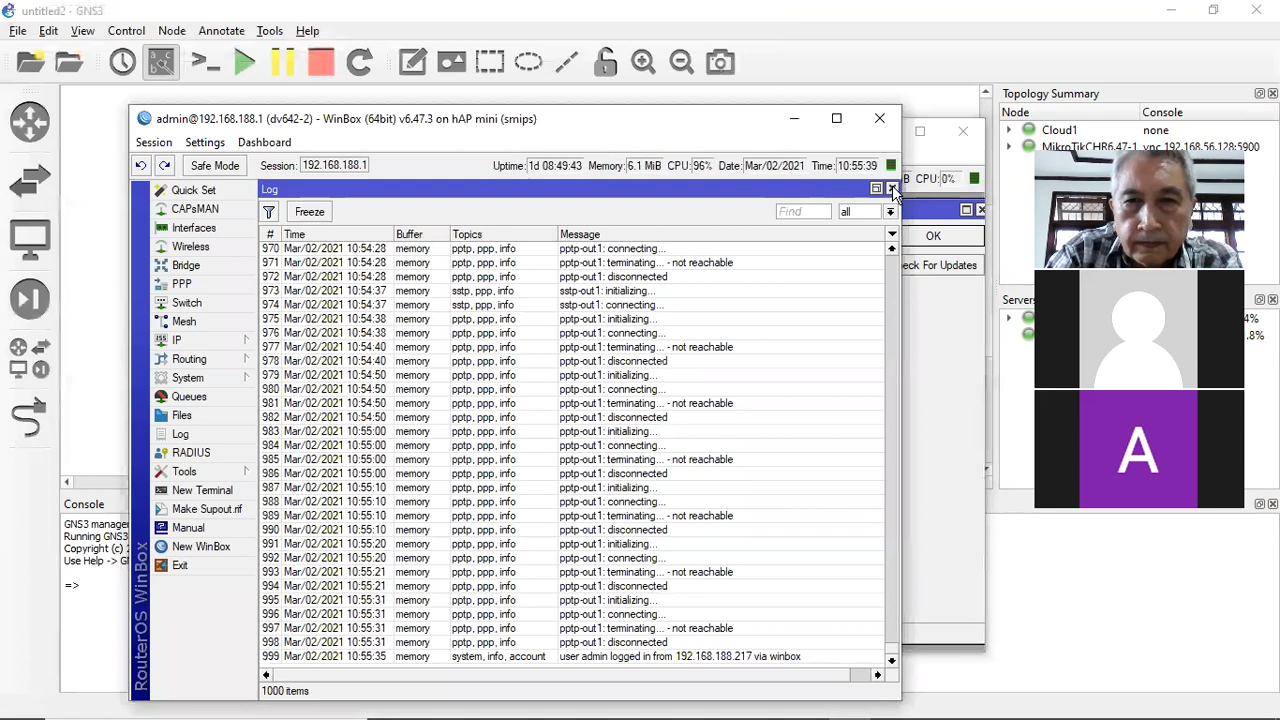 untitled2 - GNS3
File Edit View Control Node Annotate Tools Help
Topology Summary
Node Console
Cloud1 none
MikroTikCHR6.47-1 vnc 192.168.56.128:5900
admin@192.168.188.1 (dv642-2) - WinBox (64bit) v6.47.3 on hAP mini (smips)
Session Settings Dashboard
Safe Mode Session: 192.168.188.1 Uptime: 1d 08:49:43 Memory: 6.1 MiB CPU: 96% Date: Mar/02/2021 Time: 10:55:39
B CPU: 0%
OK
eck For Updates
Quick Set
CAPsMAN
Interfaces
Wireless
Bridge
PPP
Switch
Mesh
IP
Routing
System
Queues
Files
Log
RADIUS
Tools
New Terminal
Make Supout.rif
Manual
New WinBox
Exit
RouterOS WinBox
Log
Freeze Find all
# Time Buffer Topics Message
970 Mar/02/2021 10:54:28 memory pptp, ppp, info pptp-out1: connecting...
971 Mar/02/2021 10:54:28 memory pptp, ppp, info pptp-out1: terminating... - not reachable
972 Mar/02/2021 10:54:28 memory pptp, ppp, info pptp-out1: disconnected
973 Mar/02/2021 10:54:37 memory sstp, ppp, info sstp-out1: initializing...
974 Mar/02/2021 10:54:37 memory sstp, ppp, info sstp-out1: connecting...
975 Mar/02/2021 10:54:38 memory pptp, ppp, info pptp-out1: initializing...
976 Mar/02/2021 10:54:38 memory pptp, ppp, info pptp-out1: connecting...
977 Mar/02/2021 10:54:40 memory pptp, ppp, info pptp-out1: terminating... - not reachable
978 Mar/02/2021 10:54:40 memory pptp, ppp, info pptp-out1: disconnected
979 Mar/02/2021 10:54:50 memory pptp, ppp, info pptp-out1: initializing...
980 Mar/02/2021 10:54:50 memory pptp, ppp, info pptp-out1: connecting...
981 Mar/02/2021 10:54:50 memory pptp, ppp, info pptp-out1: terminating... - not reachable
982 Mar/02/2021 10:54:50 memory pptp, ppp, info pptp-out1: disconnected
983 Mar/02/2021 10:55:00 memory pptp, ppp, info pptp-out1: initializing...
984 Mar/02/2021 10:55:00 memory pptp, ppp, info pptp-out1: connecting...
985 Mar/02/2021 10:55:00 memory pptp, ppp, info pptp-out1: terminating... - not reachable
986 Mar/02/2021 10:55:00 memory pptp, ppp, info pptp-out1: disconnected
987 Mar/02/2021 10:55:10 memory pptp, ppp, info pptp-out1: initializing...
988 Mar/02/2021 10:55:10 memory pptp, ppp, info pptp-out1: connecting...
989 Mar/02/2021 10:55:10 memory pptp, ppp, info pptp-out1: terminating... - not reachable
990 Mar/02/2021 10:55:10 memory pptp, ppp, info pptp-out1: disconnected
991 Mar/02/2021 10:55:20 memory pptp, ppp, info pptp-out1: initializing...
992 Mar/02/2021 10:55:20 memory pptp, ppp, info pptp-out1: connecting...
993 Mar/02/2021 10:55:21 memory pptp, ppp, info pptp-out1: terminating... - not reachable
994 Mar/02/2021 10:55:21 memory pptp, ppp, info pptp-out1: disconnected
995 Mar/02/2021 10:55:31 memory pptp, ppp, info pptp-out1: initializing...
996 Mar/02/2021 10:55:31 memory pptp, ppp, info pptp-out1: connecting...
997 Mar/02/2021 10:55:31 memory pptp, ppp, info pptp-out1: terminating... - not reachable
998 Mar/02/2021 10:55:31 memory pptp, ppp, info pptp-out1: disconnected
999 Mar/02/2021 10:55:35 memory system, info, account user admin logged in from 192.168.188.217 via winbox
1000 items
Servers
4%
.8%
A
Console
GNS3 manage
Running GNS3
Copyright (c) 2
Use Help -> G
=>